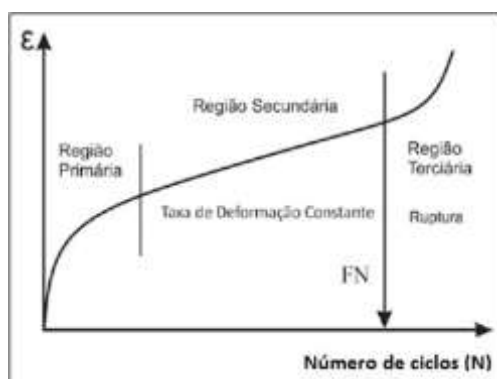 ε
Região Secundária
Região
Primária
Região
Terciária
Taxa de Deformação Constante
Ruptura
FN
Número de ciclos (N)